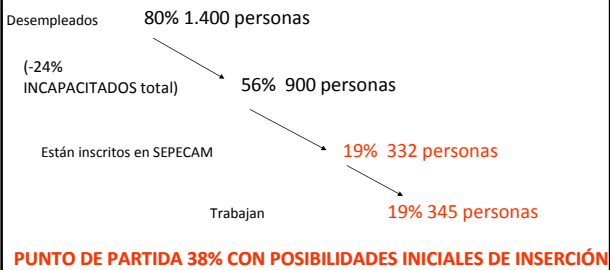 Desempleados 80% 1.400 personas
(-24%
INCAPACITADOS total) 56% 900 personas
Están inscritos en SEPECAM 19% 332 personas
Trabajan 19% 345 personas
PUNTO DE PARTIDA 38% CON POSIBILIDADES INICIALES DE INSERCIÓN